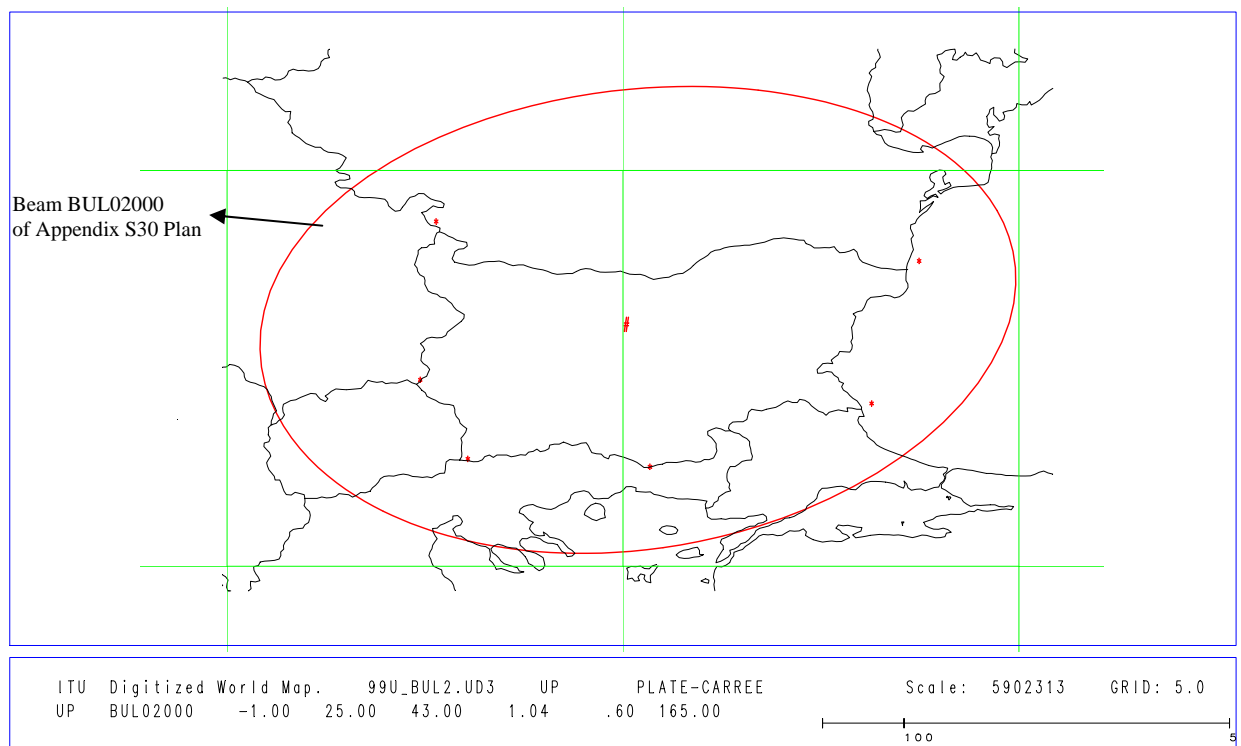 Beam BUL02000
of Appendix S30 Plan
#
ITU Digitized World Map. 99U_BUL2.UD3 UP PLATE-CARREE Scale: 5902313 GRID: 5.0
UP BUL02000 -1.00 25.00 43.00 1.04 .60 165.00
100 5